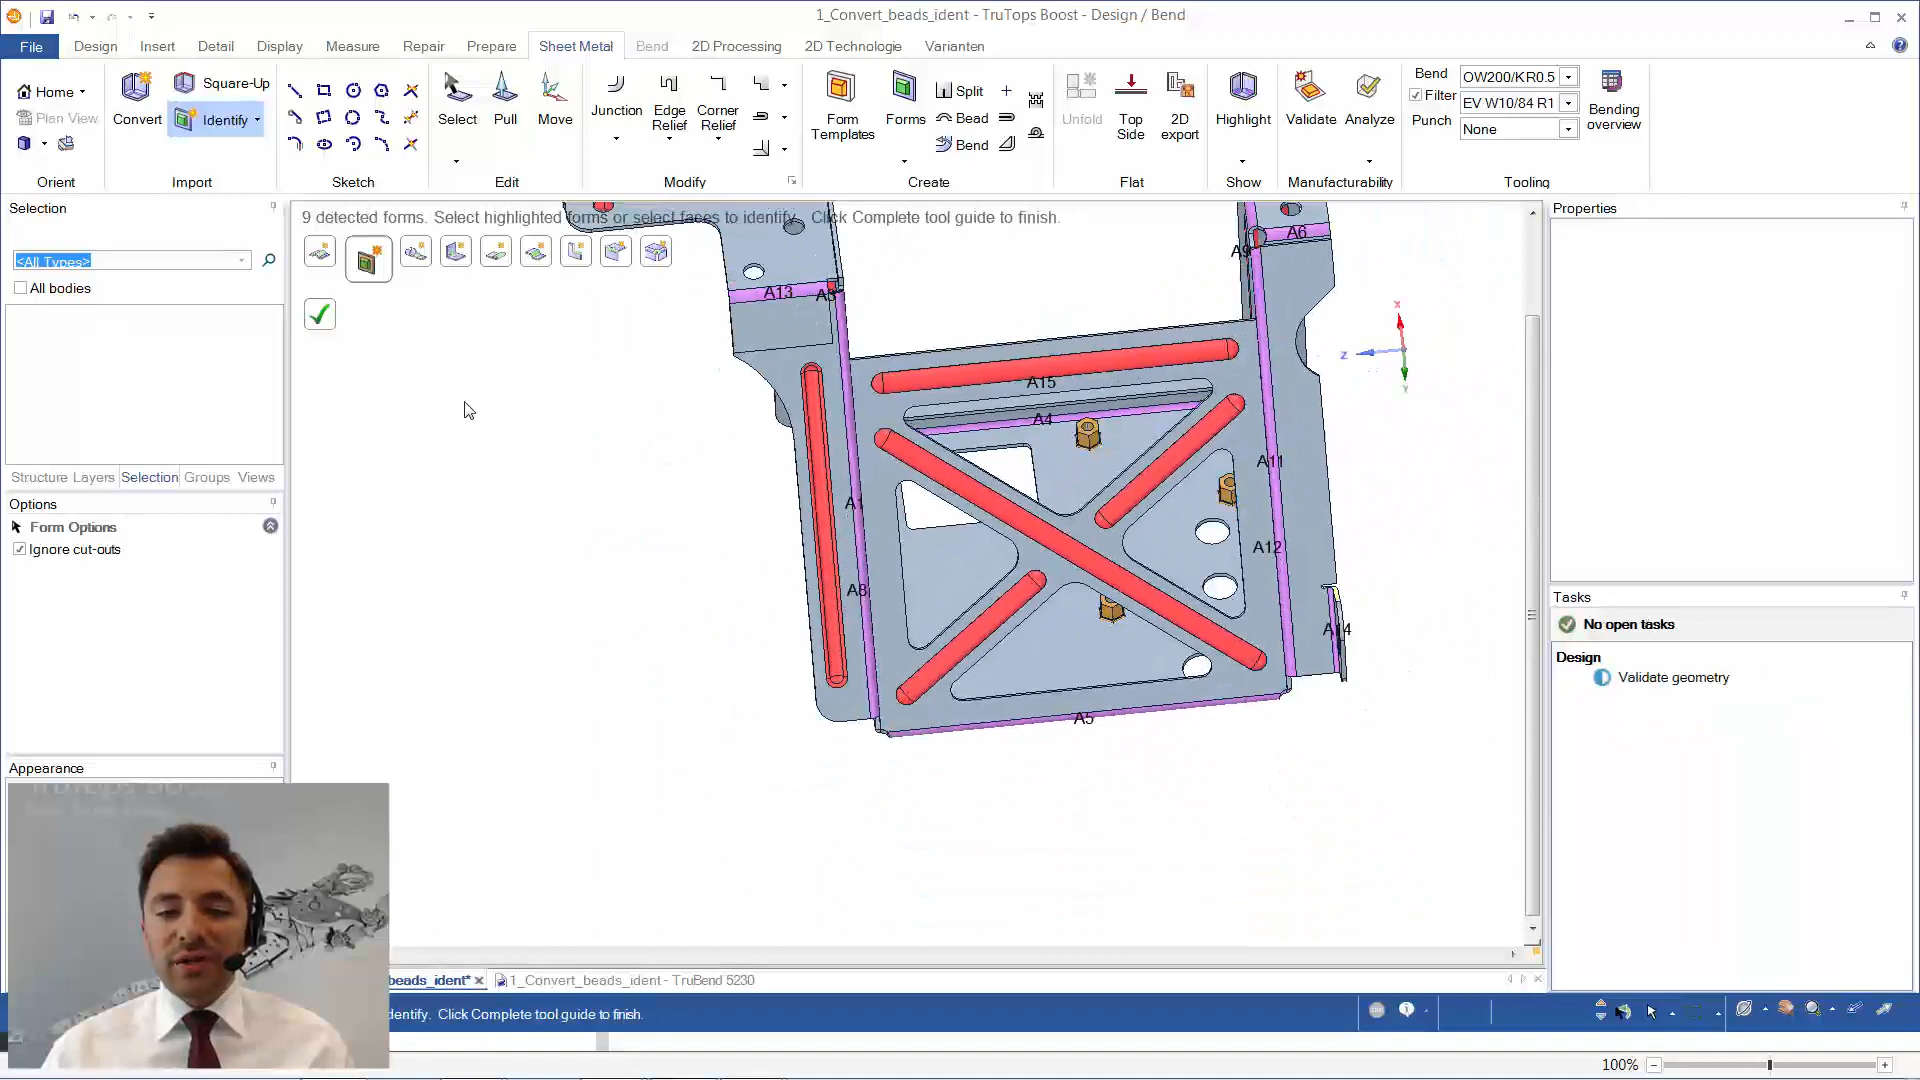 1_Convert_beads_ident - TruTops Boost - Design / Bend
File Design Insert Detail Display Measure Repair Prepare Sheet Metal Bend 2D Processing 2D Technologie Varianten
Home
Plan View
Orient
Convert
Square-Up
Identify
Import
Sketch
Select
Pull
Move
Edit
Junction
Edge Relief
Corner Relief
Modify
Form Templates
Forms
Split
Bead
Bend
Create
Unfold
Top Side
2D export
Flat
Highlight
Show
Validate
Analyze
Manufacturability
Bend OW200/KR0.5
Filter EV W10/84 R1
Punch None
Bending overview
Tooling
Selection
<All Types>
All bodies
Structure Layers Selection Groups Views
Options
Form Options
Ignore cut-outs
Appearance
9 detected forms. Select highlighted forms or select faces to identify. Click Complete tool guide to finish.
A13
A3
A9
A6
A15
A4
A11
A1
A12
A8
A14
A5
X
Z
Y
Properties
Tasks
No open tasks
Design
Validate geometry
beads_ident*
1_Convert_beads_ident - TruBend 5230
dentify. Click Complete tool guide to finish.
100%